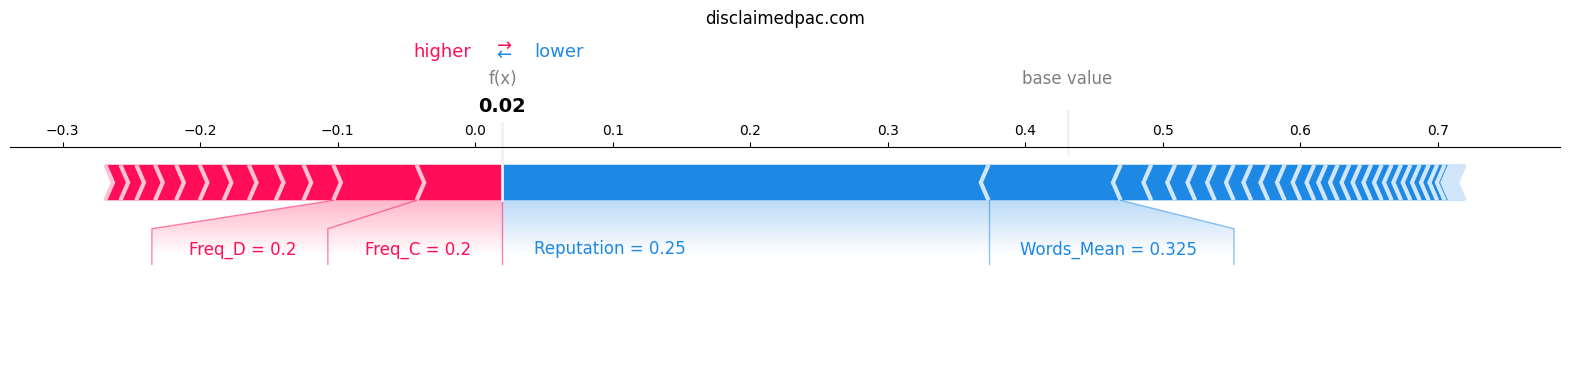 disclaimedpac.com
higher ⇄ lower
f(x) base value
0.02
−0.3 −0.2 −0.1 0.0 0.1 0.2 0.3 0.4 0.5 0.6 0.7
Freq_D = 0.2 Freq_C = 0.2 Reputation = 0.25 Words_Mean = 0.325